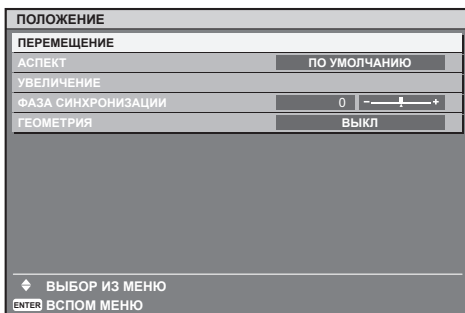 ПОЛОЖЕНИЕ
ПЕРЕМЕЩЕНИЕ
АСПЕКТ ПО УМОЛЧАНИЮ
УВЕЛИЧЕНИЕ
ФАЗА СИНХРОНИЗАЦИИ 0 - +
ГЕОМЕТРИЯ ВЫКЛ
ВЫБОР ИЗ МЕНЮ
ENTER ВСПОМ МЕНЮ